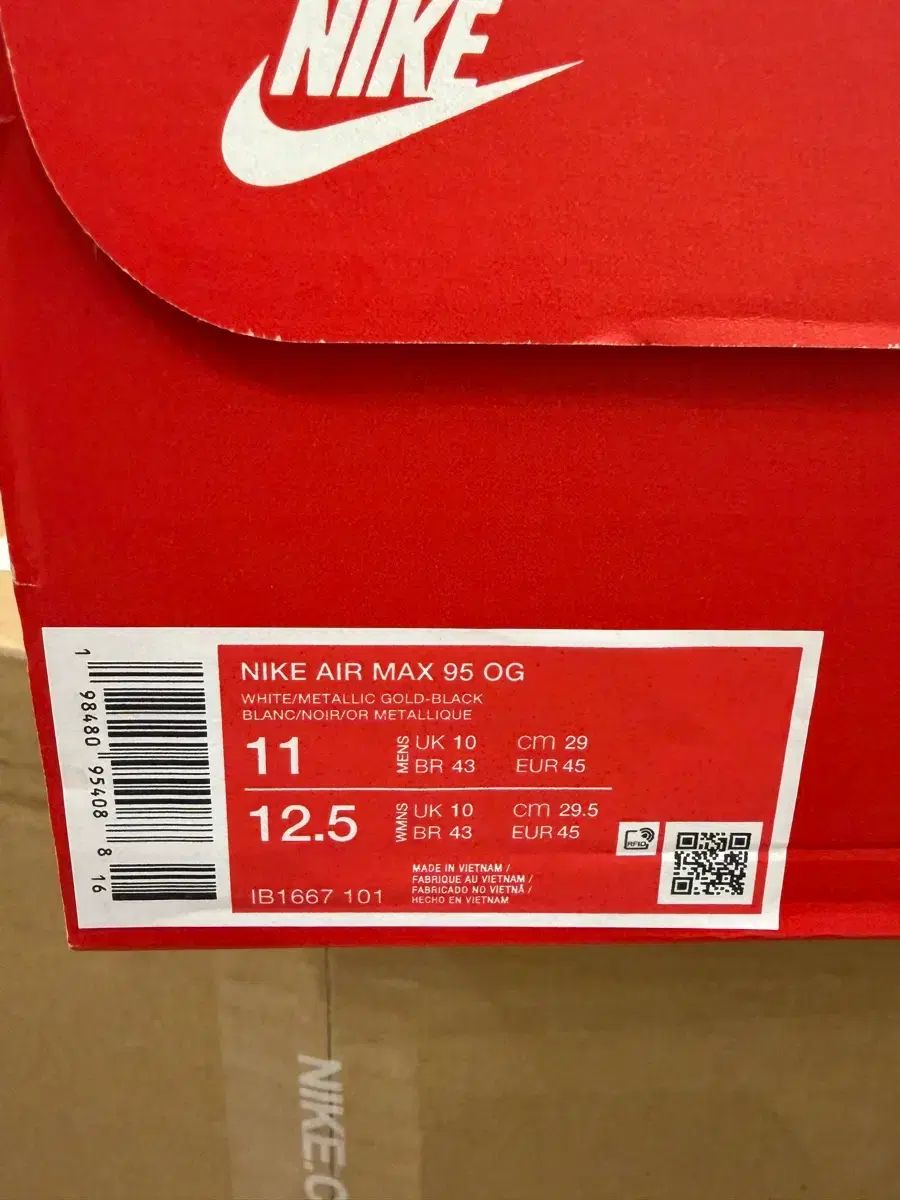 NIKE
NIKE AIR MAX 95 OG
WHITE/METALLIC GOLD-BLACK
BLANC/NOIR/OR METALLIQUE
11 MENS UK 10 cm 29
BR 43 EUR 45
12.5 WMNS UK 10 cm 29.5
BR 43 EUR 45
IB1667 101
MADE IN VIETNAM /
FABRIQUE AU VIETNAM /
FABRICADO NO VIETNÃ /
HECHO EN VIETNAM
RFID
1 98480 95408 8 16
NIKE.C